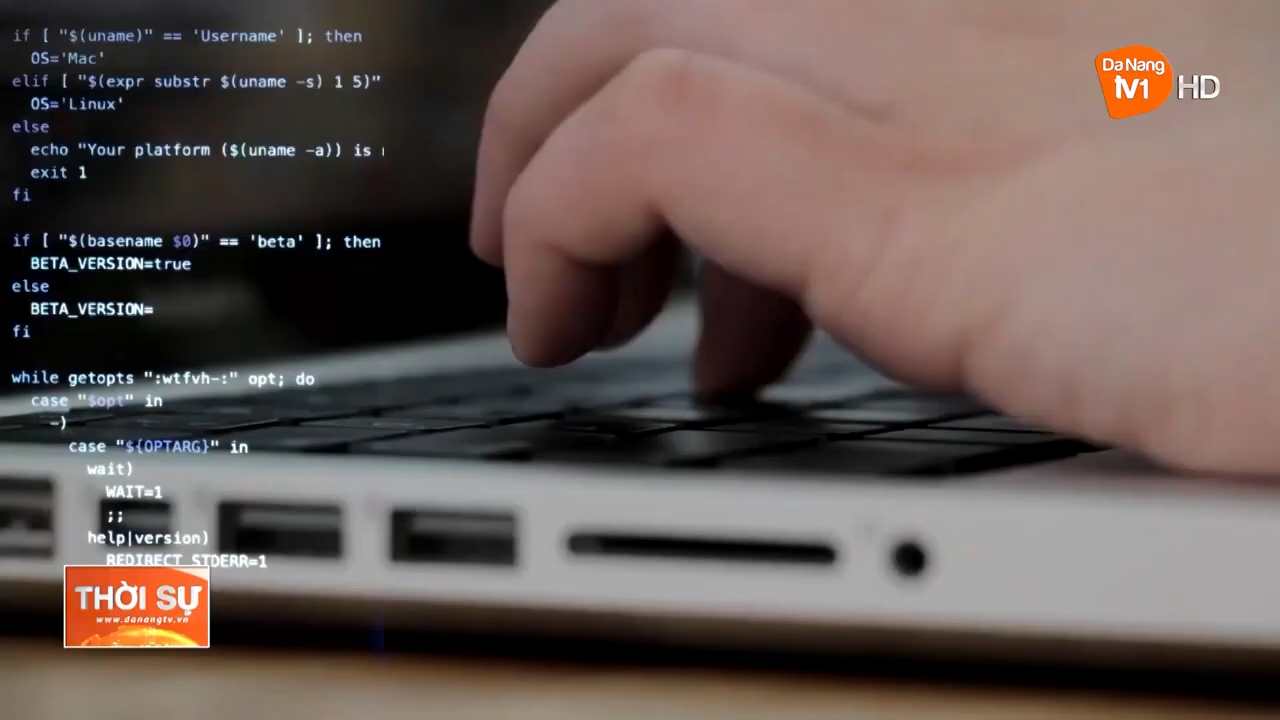 if [ "$(uname)" == 'Username' ]; then
OS='Mac'
elif [ "$(expr substr $(uname -s) 1 5)"
OS='Linux'
else
echo "Your platform ($(uname -a)) is
exit 1
fi
if [ "$(basename $0)" == 'beta' ]; then
BETA_VERSION=true
else
BETA_VERSION=
fi
while getopts ":wtfvh-:" opt; do
case "$opt" in
-)
case "${OPTARG}" in
wait)
WAIT=1
;;
help|version)
REDIRECT_STDERR=1
Da Nang
TV1 HD
THỜI SỰ
www.danangtv.vn